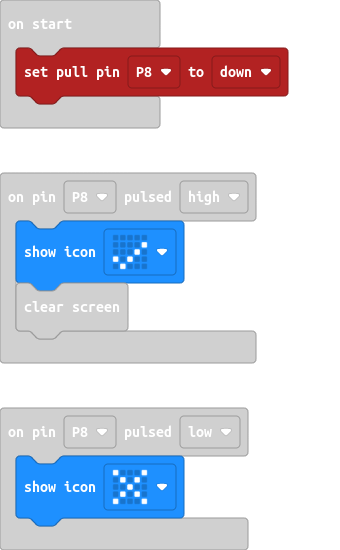 on start
set pull pin P8 to down
on pin P8 pulsed high
show icon
clear screen
on pin P8 pulsed low
show icon